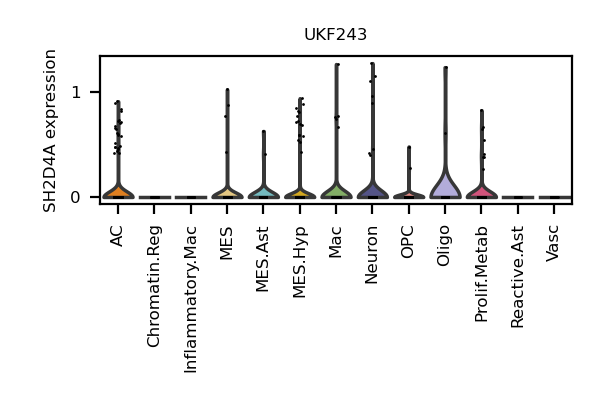 UKF243
SH2D4A expression
1
0
AC
Chromatin.Reg
Inflammatory.Mac
MES
MES.Ast
MES.Hyp
Mac
Neuron
OPC
Oligo
Prolif.Metab
Reactive.Ast
Vasc